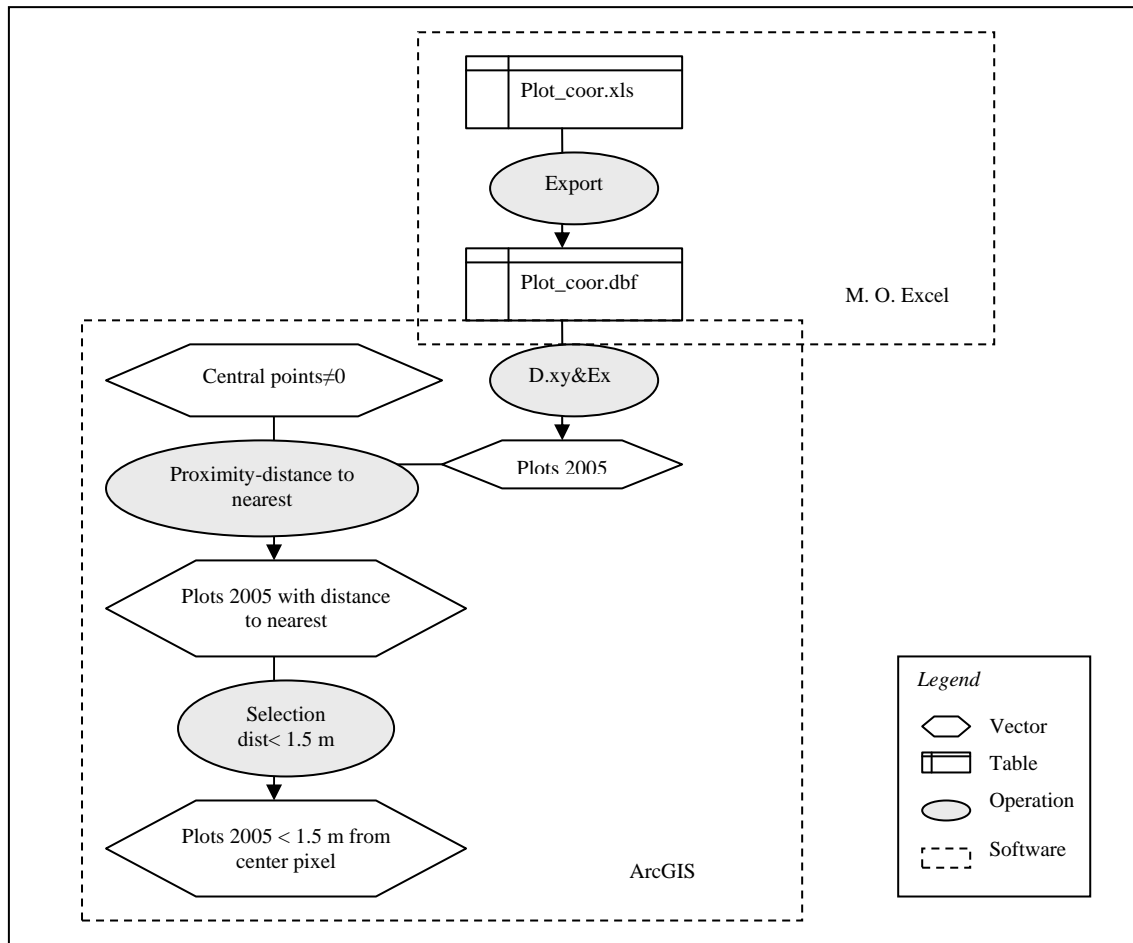 Plot_coor.xls
Export
Plot_coor.dbf
M. O. Excel
Central points≠0
D.xy&Ex
Plots 2005
Proximity-distance to
nearest
Plots 2005 with distance
to nearest
Selection
dist< 1.5 m
Plots 2005 < 1.5 m from
center pixel
ArcGIS
Legend
Vector
Table
Operation
Software